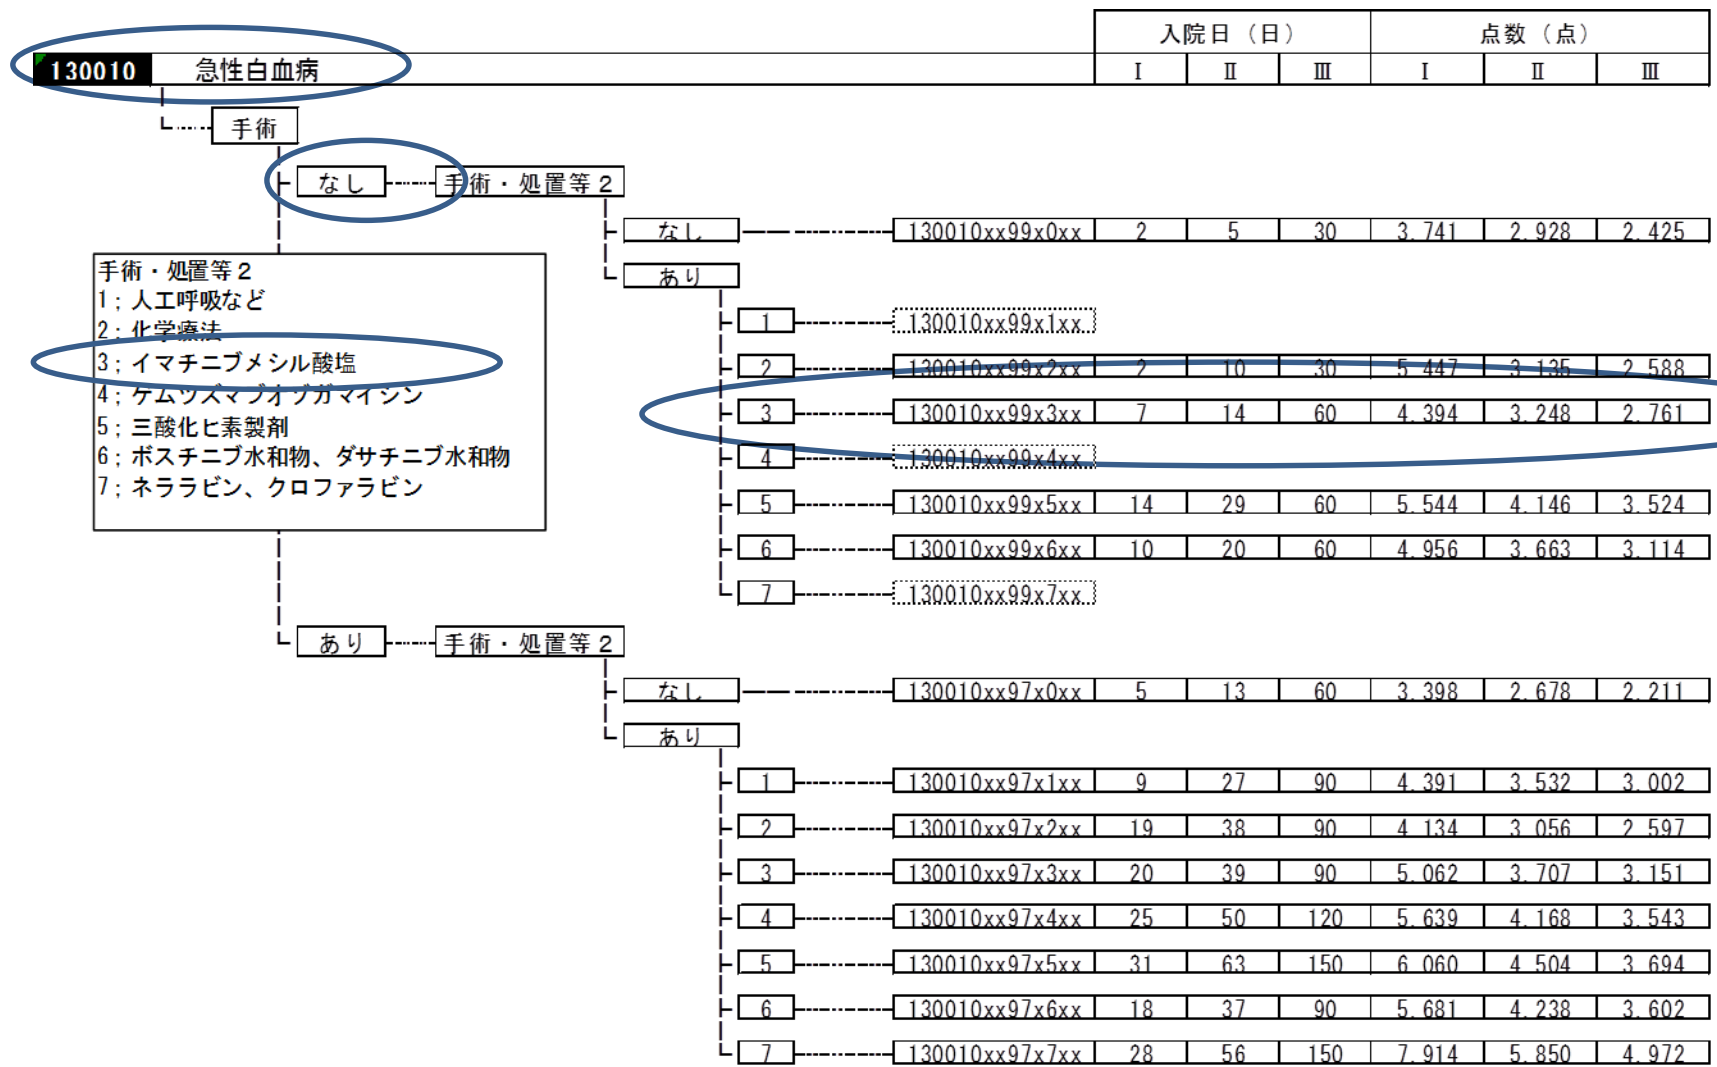 入院日（日） 点数（点）
130010 急性白血病 Ⅰ Ⅱ Ⅲ Ⅰ Ⅱ Ⅲ
手術
なし 手術・処置等２
なし 130010xx99x0xx 2 5 30 3,741 2,928 2,425
あり
手術・処置等２
1；人工呼吸など
2；化学療法
3；イマチニブメシル酸塩
4；ゲムツズマブオゾガマイシン
5；三酸化ヒ素製剤
6；ボスチニブ水和物、ダサチニブ水和物
7；ネララビン、クロファラビン
1 130010xx99x1xx
2 130010xx99x2xx 2 10 30 5,447 3,135 2,588
3 130010xx99x3xx 7 14 60 4,394 3,248 2,761
4 130010xx99x4xx
5 130010xx99x5xx 14 29 60 5,544 4,146 3,524
6 130010xx99x6xx 10 20 60 4,956 3,663 3,114
7 130010xx99x7xx
あり 手術・処置等２
なし 130010xx97x0xx 5 13 60 3,398 2,678 2,211
あり
1 130010xx97x1xx 9 27 90 4,391 3,532 3,002
2 130010xx97x2xx 19 38 90 4,134 3,056 2,597
3 130010xx97x3xx 20 39 90 5,062 3,707 3,151
4 130010xx97x4xx 25 50 120 5,639 4,168 3,543
5 130010xx97x5xx 31 63 150 6,060 4,504 3,694
6 130010xx97x6xx 18 37 90 5,681 4,238 3,602
7 130010xx97x7xx 28 56 150 7,914 5,850 4,972